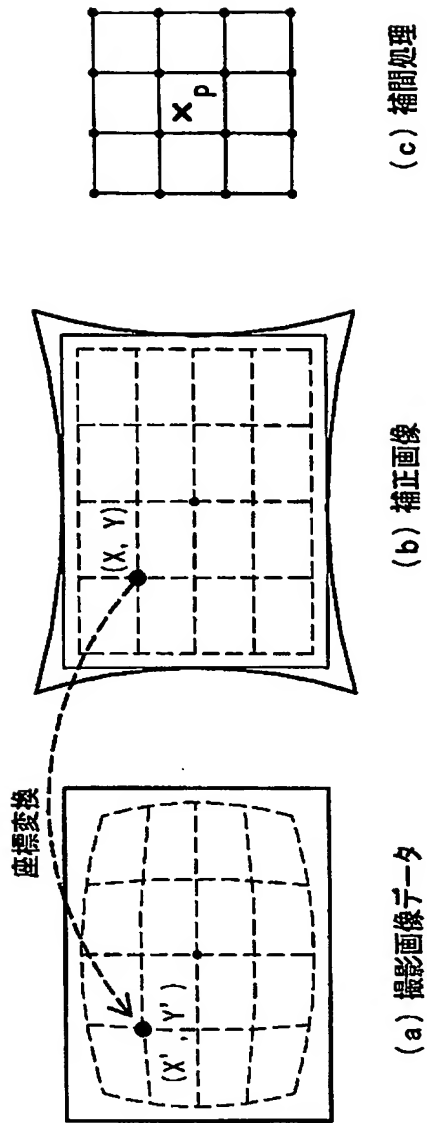 座標変換
(X', Y')
(X, Y)
×
p
(a) 撮影画像データ
(b) 補正画像
(c) 補間処理